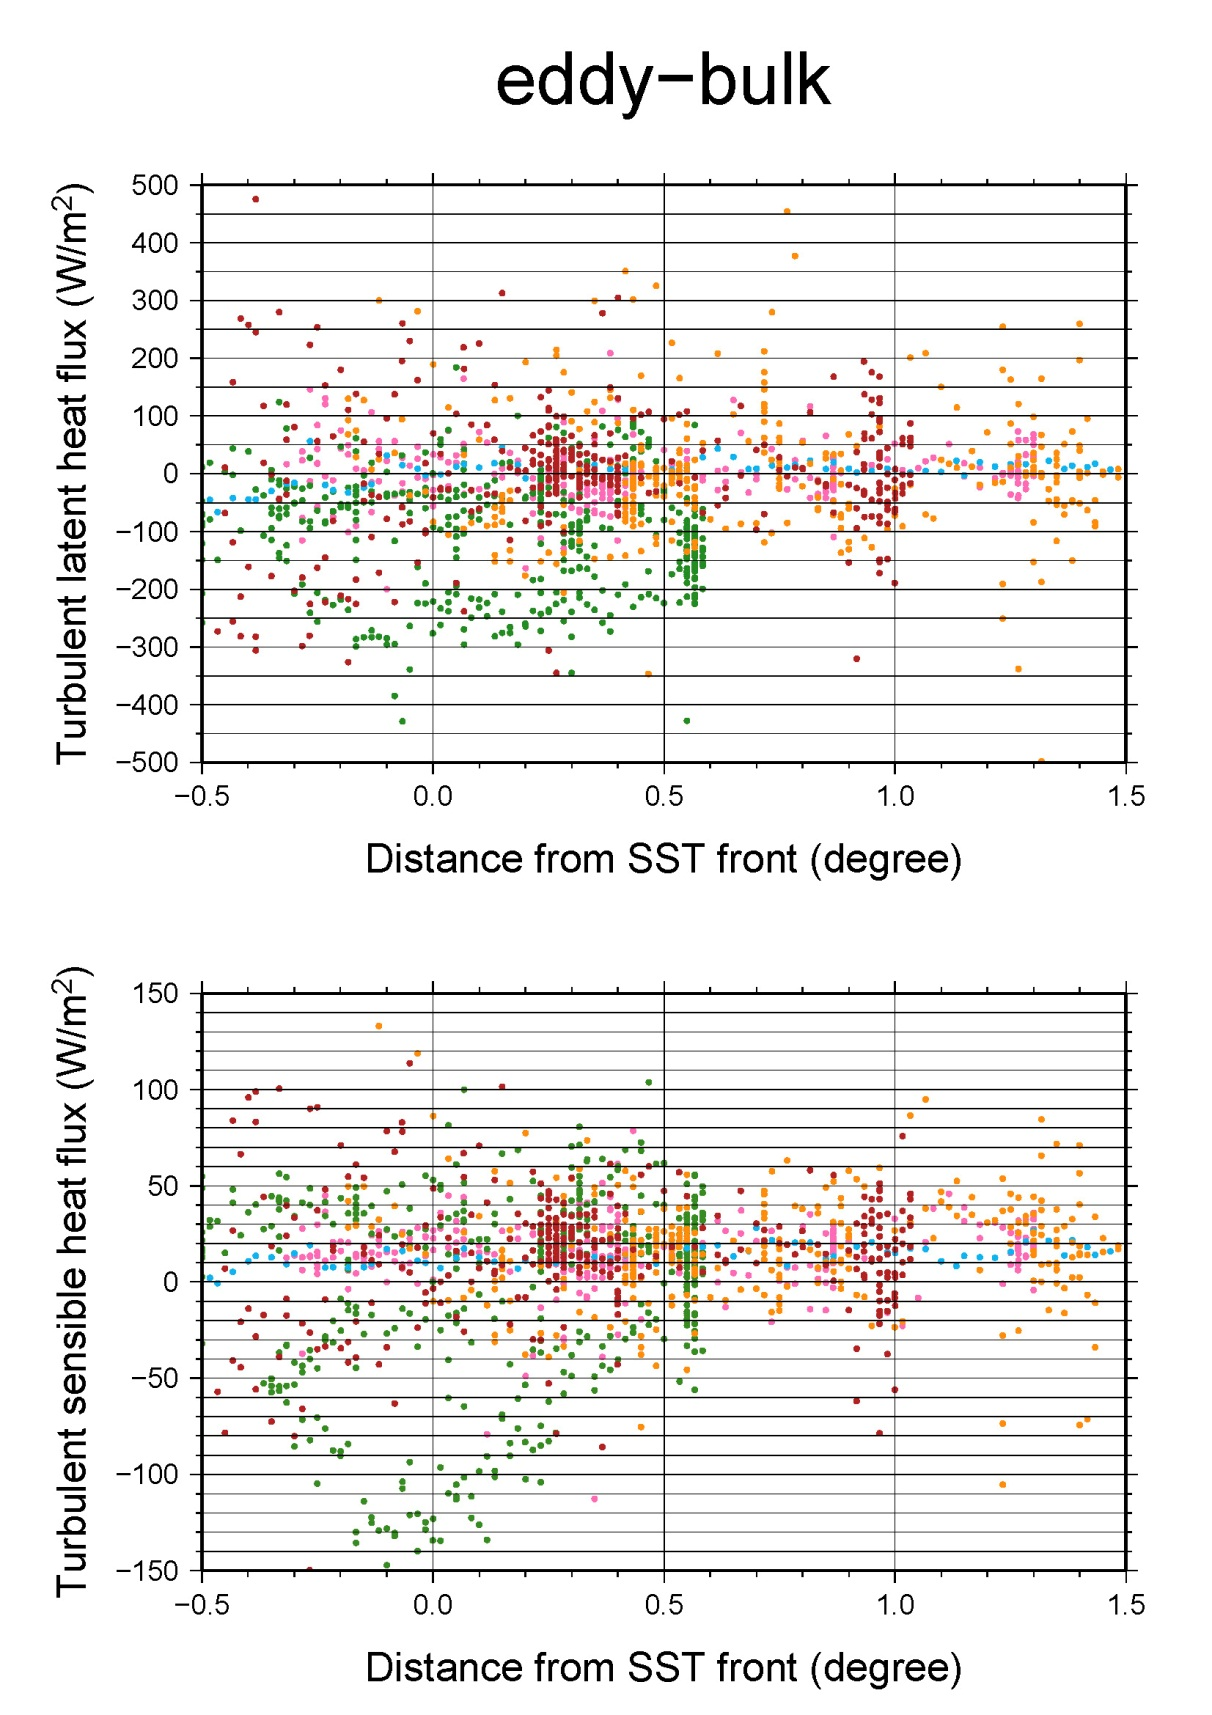 eddy−bulk
Turbulent latent heat flux (W/m²)
500
400
300
200
100
0
−100
−200
−300
−400
−500
−0.5 0.0 0.5 1.0 1.5
Distance from SST front (degree)
Turbulent sensible heat flux (W/m²)
150
100
50
0
−50
−100
−150
−0.5 0.0 0.5 1.0 1.5
Distance from SST front (degree)